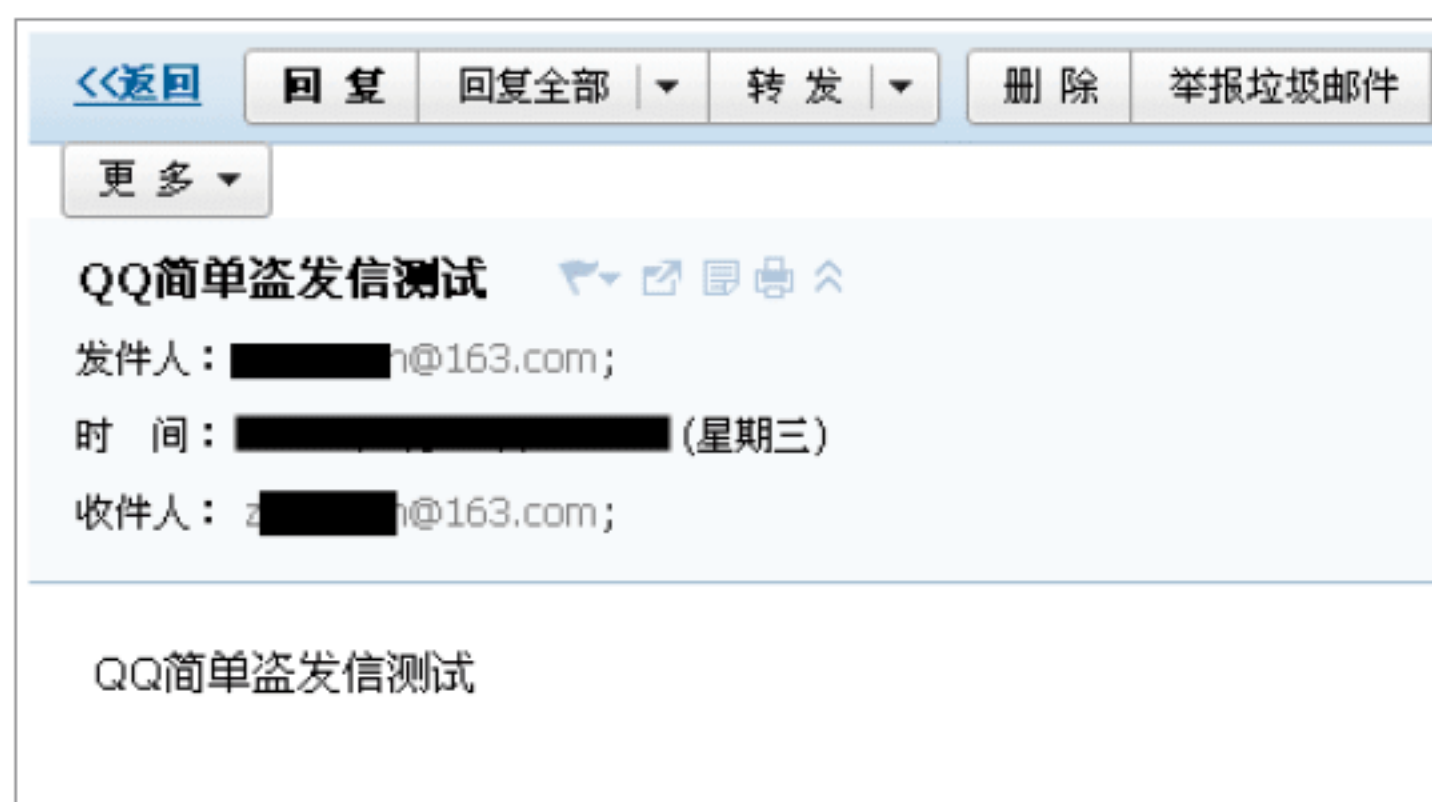 <<返回 回 复 回复全部 转 发 删 除 举报垃圾邮件
更 多
QQ简单盗发信测试
发件人： n@163.com;
时 间： (星期三)
收件人： z n@163.com;
QQ简单盗发信测试